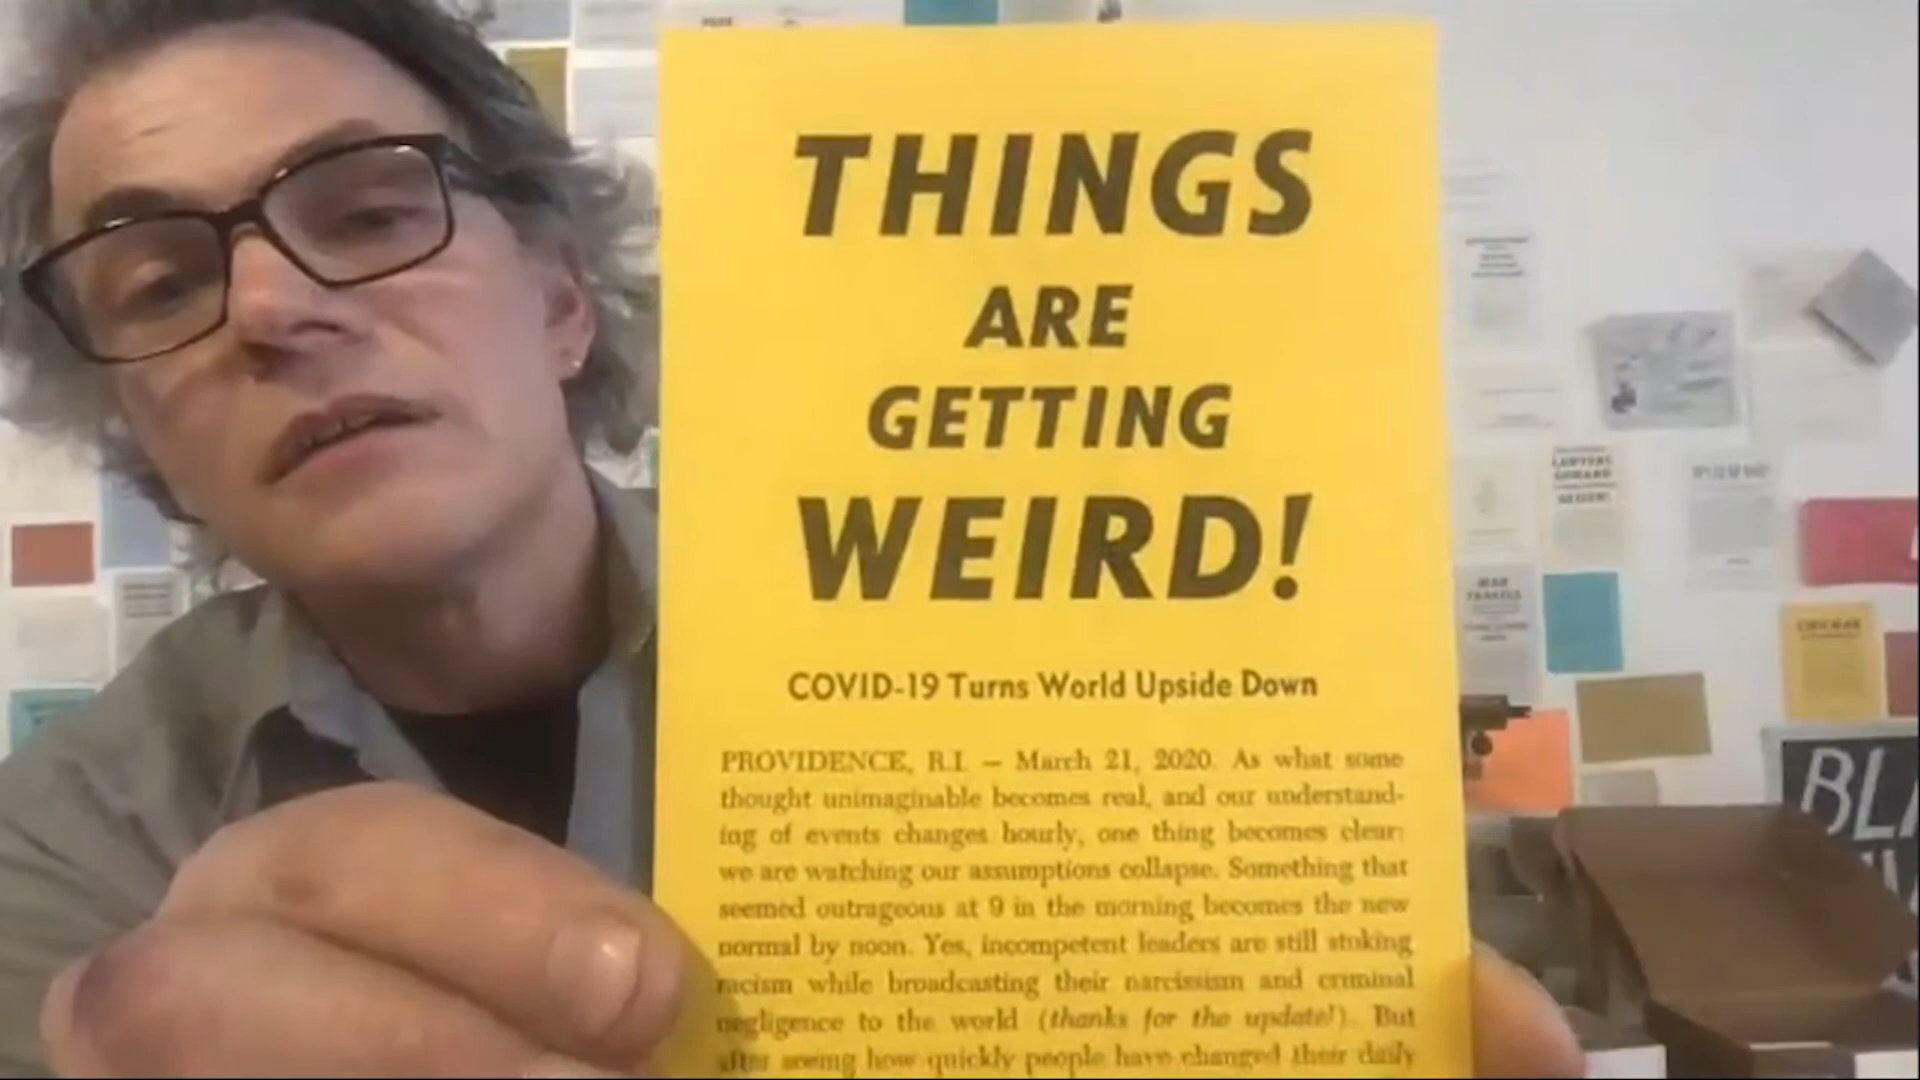 THINGS
ARE
GETTING
WEIRD!
COVID-19 Turns World Upside Down
PROVIDENCE, R.I. — March 21, 2020. As what some
thought unimaginable becomes real, and our understand-
ing of events changes hourly, one thing becomes clear:
we are watching our assumptions collapse. Something that
seemed outrageous at 9 in the morning becomes the new
normal by noon. Yes, incompetent leaders are still stoking
racism while broadcasting their narcissism and criminal
negligence to the world (thanks for the update!). But
after seeing how quickly people have changed their daily
LAWYERS
BL